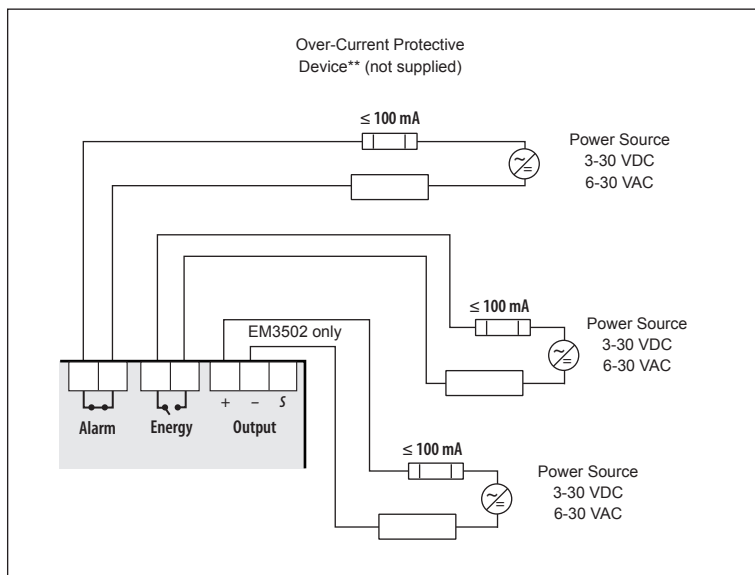 Over-Current Protective
Device** (not supplied)
≤ 100 mA
Power Source
3-30 VDC
6-30 VAC
≤ 100 mA
Power Source
3-30 VDC
6-30 VAC
EM3502 only
+ – S
Alarm Energy Output
≤ 100 mA
Power Source
3-30 VDC
6-30 VAC